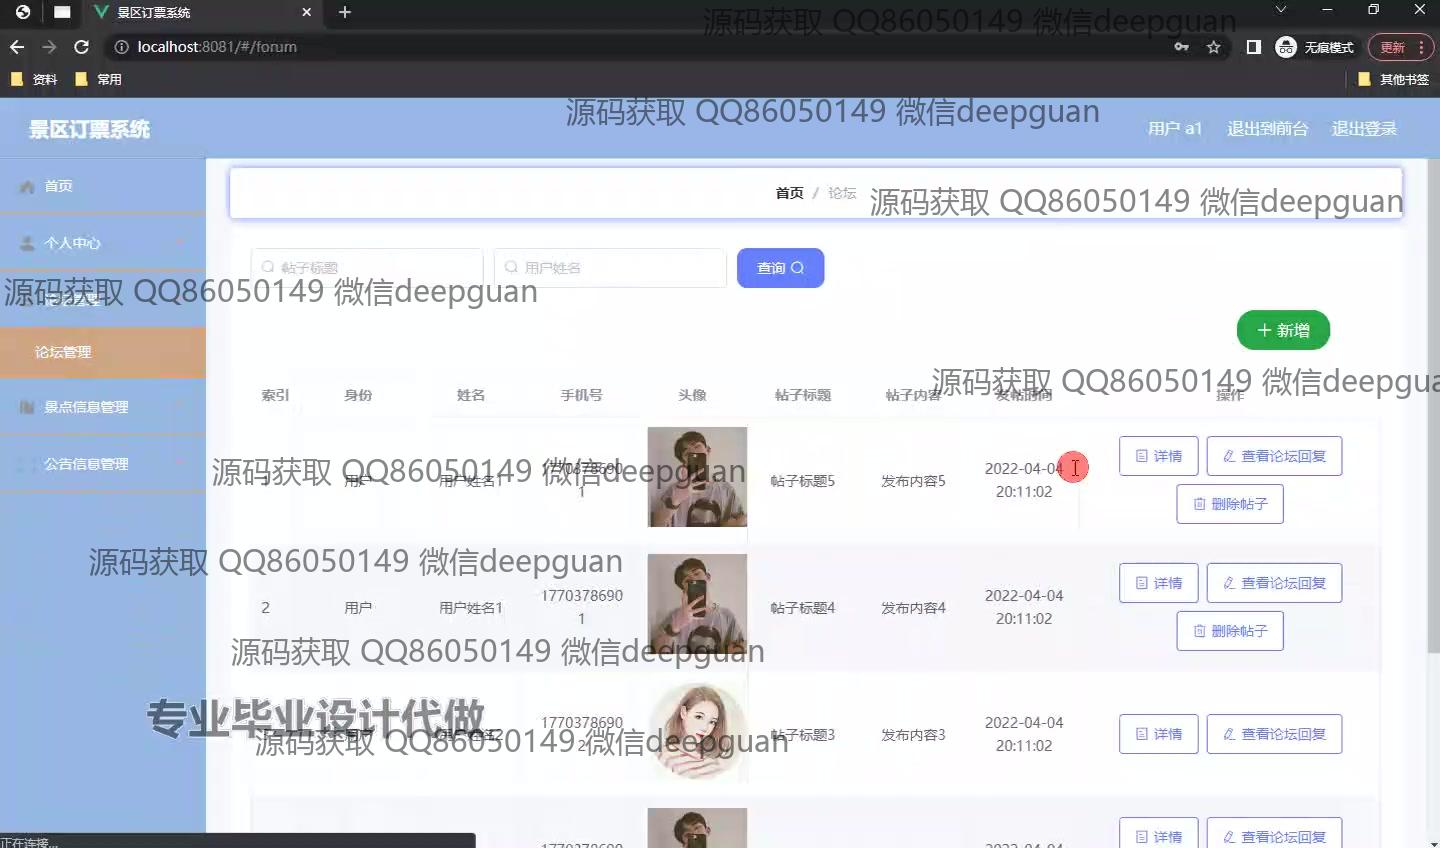 景区订票系统
源码获取 QQ86050149 微信deepguan
localhost:8081/#/forum
无痕模式
更新
资料
常用
其他书签
源码获取 QQ86050149 微信deepguan
景区订票系统
用户 a1
退出到前台
退出登录
首页
首页 / 论坛
源码获取 QQ86050149 微信deepguan
个人中心
帖子标题
用户姓名
查询
源码获取 QQ86050149 微信deepguan
新增
论坛管理
源码获取 QQ86050149 微信deepgua
索引 身份 姓名 手机号 头像 帖子标题 帖子内容 发帖时间 操作
景点信息管理
公告信息管理
源码获取 QQ86050149 微信deepguan
1 用户 用户姓名1 1770378690
1
帖子标题5 发布内容5 2022-04-04
20:11:02
详情 查看论坛回复
删除帖子
源码获取 QQ86050149 微信deepguan
2 用户 用户姓名1 1770378690
1
帖子标题4 发布内容4 2022-04-04
20:11:02
详情 查看论坛回复
删除帖子
源码获取 QQ86050149 微信deepguan
专业毕业设计代做
1770378690
2
帖子标题3 发布内容3 2022-04-04
20:11:02
详情 查看论坛回复
源码获取 QQ86050149 微信deepguan
详情 查看论坛回复
正在连接...